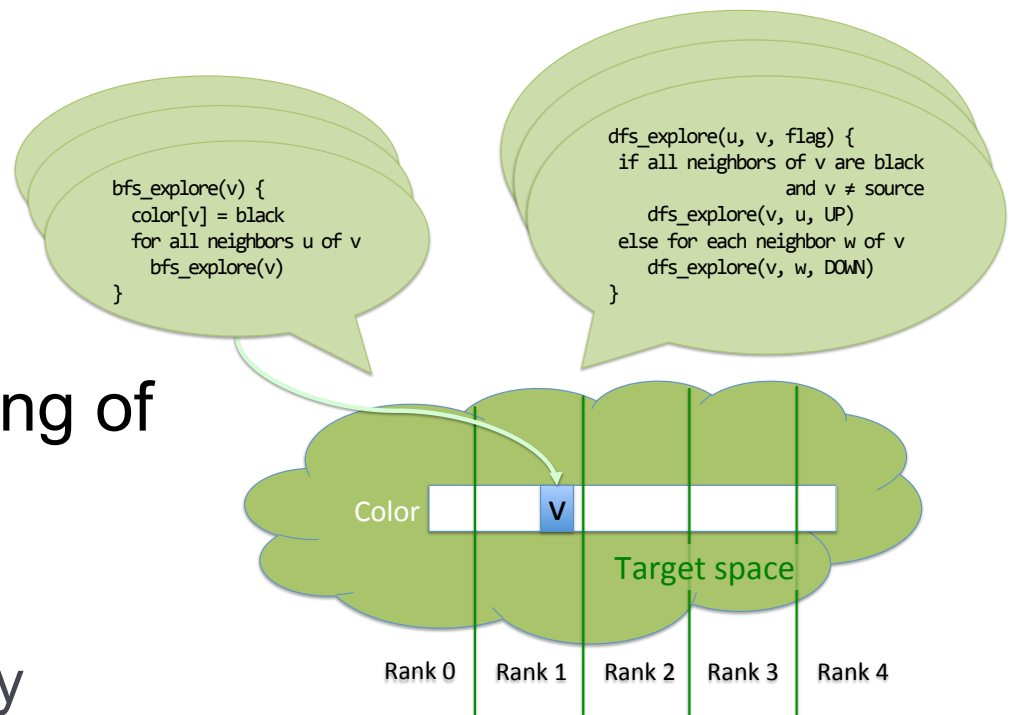 bfs_explore(v) {
color[v] = black
for all neighbors u of v
bfs_explore(v)
}
dfs_explore(u, v, flag) {
if all neighbors of v are black
and v ≠ source
dfs_explore(v, u, UP)
else for each neighbor w of v
dfs_explore(v, w, DOWN)
}
ng of
Color
v
Target space
Rank 0 Rank 1 Rank 2 Rank 3 Rank 4
y